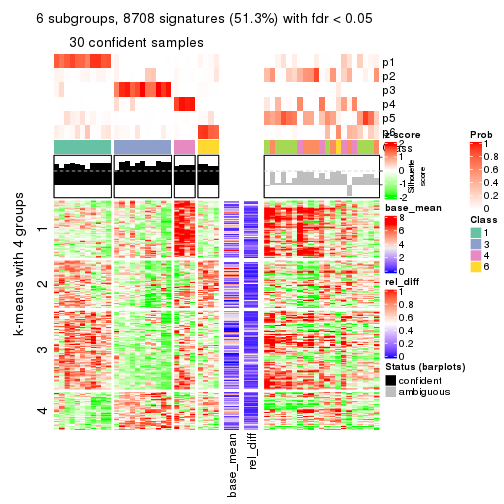 6 subgroups, 8708 signatures (51.3%) with fdr < 0.05
30 confident samples
p1
p2
p3
p4
p5
p6
Class
z-score
2
1
0
-1
-2
Silhouette
score
Prob
1
0.8
0.6
0.4
0.2
0
Class
1
3
4
6
base_mean
8
6
4
2
0
rel_diff
1
0.8
0.6
0.4
0.2
0
Status (barplots)
confident
ambiguous
k-means with 4 groups
1
2
3
4
base_mean
rel_diff